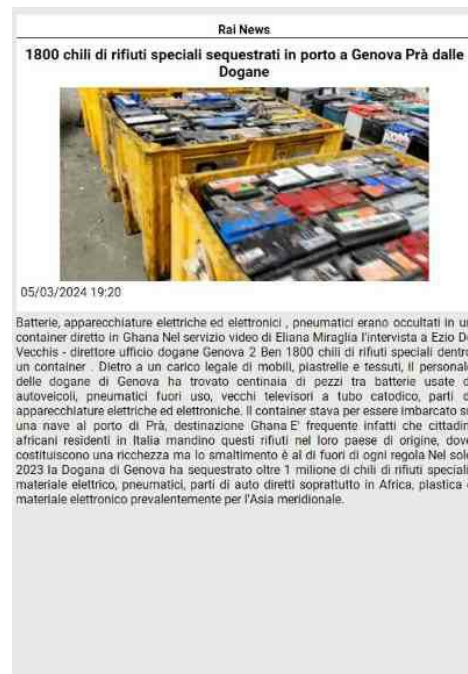 Rai News
1800 chili di rifiuti speciali sequestrati in porto a Genova Prà dalle
Dogane
05/03/2024 19:20
Batterie, apparecchiature elettriche ed elettronici , pneumatici erano occultati in un
container diretto in Ghana Nel servizio video di Eliana Miraglia l'intervista a Ezio De
Vecchis - direttore ufficio dogane Genova 2 Ben 1800 chili di rifiuti speciali dentro
un container . Dietro a un carico legale di mobili, piastrelle e tessuti, il personale
delle dogane di Genova ha trovato centinaia di pezzi tra batterie usate di
autoveicoli, pneumatici fuori uso, vecchi televisori a tubo catodico, parti di
apparecchiature elettriche ed elettroniche. Il container stava per essere imbarcato su
una nave al porto di Prà, destinazione Ghana E' frequente infatti che cittadini
africani residenti in Italia mandino questi rifiuti nel loro paese di origine, dove
costituiscono una ricchezza ma lo smaltimento è al di fuori di ogni regola Nel solo
2023 la Dogana di Genova ha sequestrato oltre 1 milione di chili di rifiuti speciali,
materiale elettrico, pneumatici, parti di auto diretti soprattutto in Africa, plastica e
materiale elettronico prevalentemente per l'Asia meridionale.